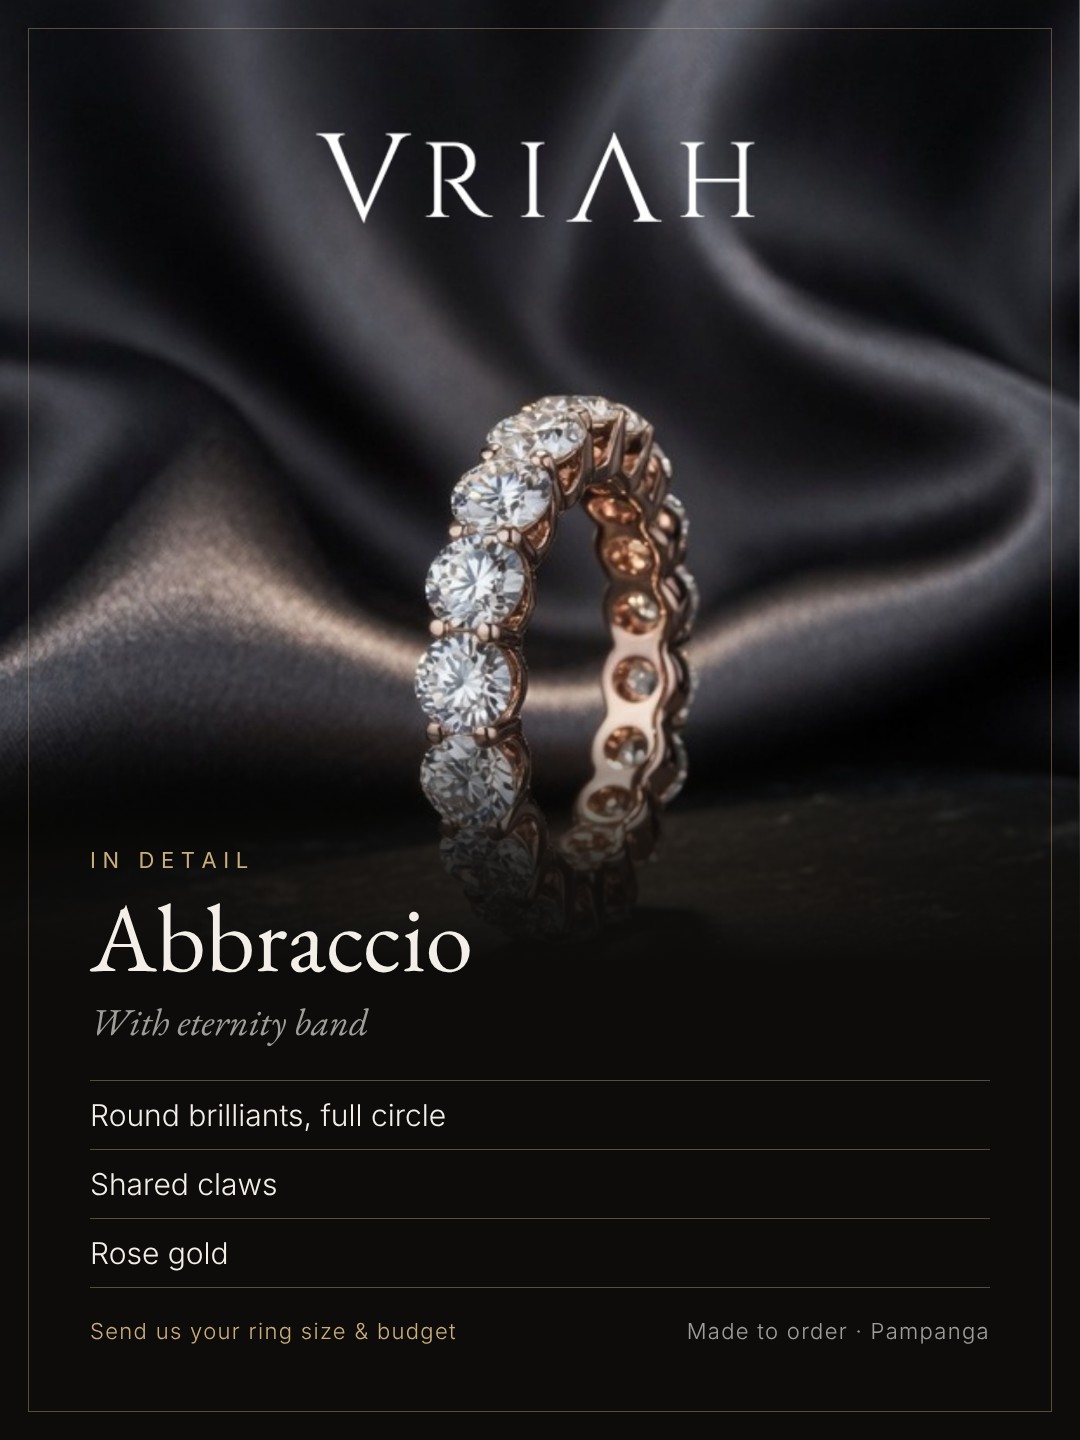 VRIAH
IN DETAIL
Abbraccio
With eternity band
Round brilliants, full circle
Shared claws
Rose gold
Send us your ring size & budget
Made to order · Pampanga